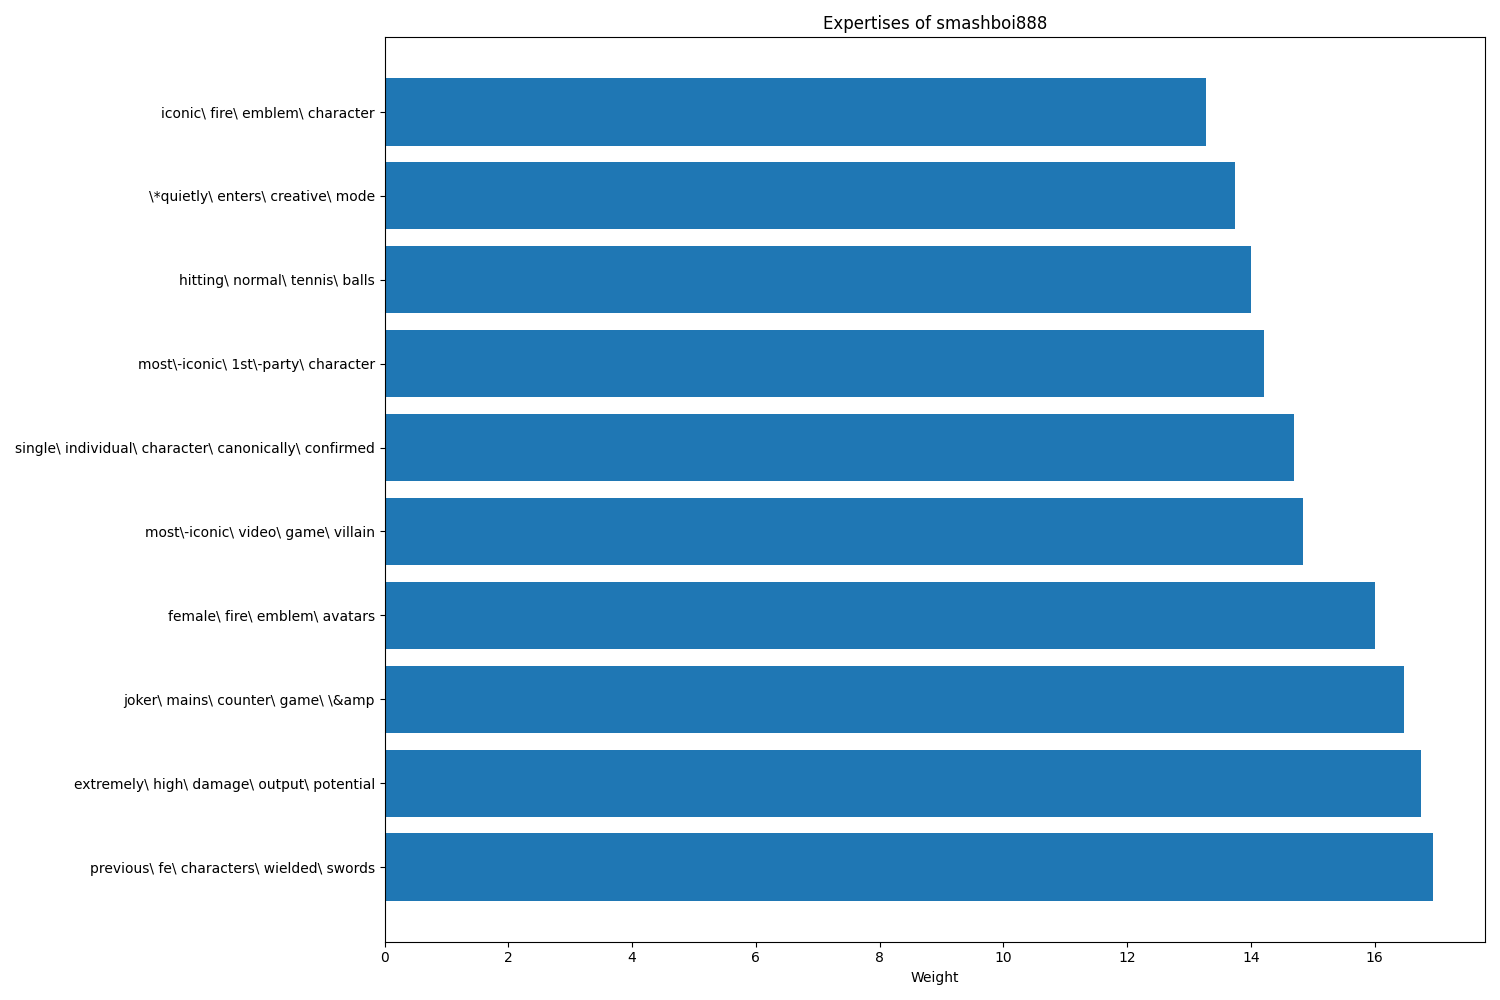 Expertises of smashboi888
iconic\ fire\ emblem\ character
\*quietly\ enters\ creative\ mode
hitting\ normal\ tennis\ balls
most\-iconic\ 1st\-party\ character
single\ individual\ character\ canonically\ confirmed
most\-iconic\ video\ game\ villain
female\ fire\ emblem\ avatars
joker\ mains\ counter\ game\ \&amp
extremely\ high\ damage\ output\ potential
previous\ fe\ characters\ wielded\ swords
0 2 4 6 8 10 12 14 16
Weight